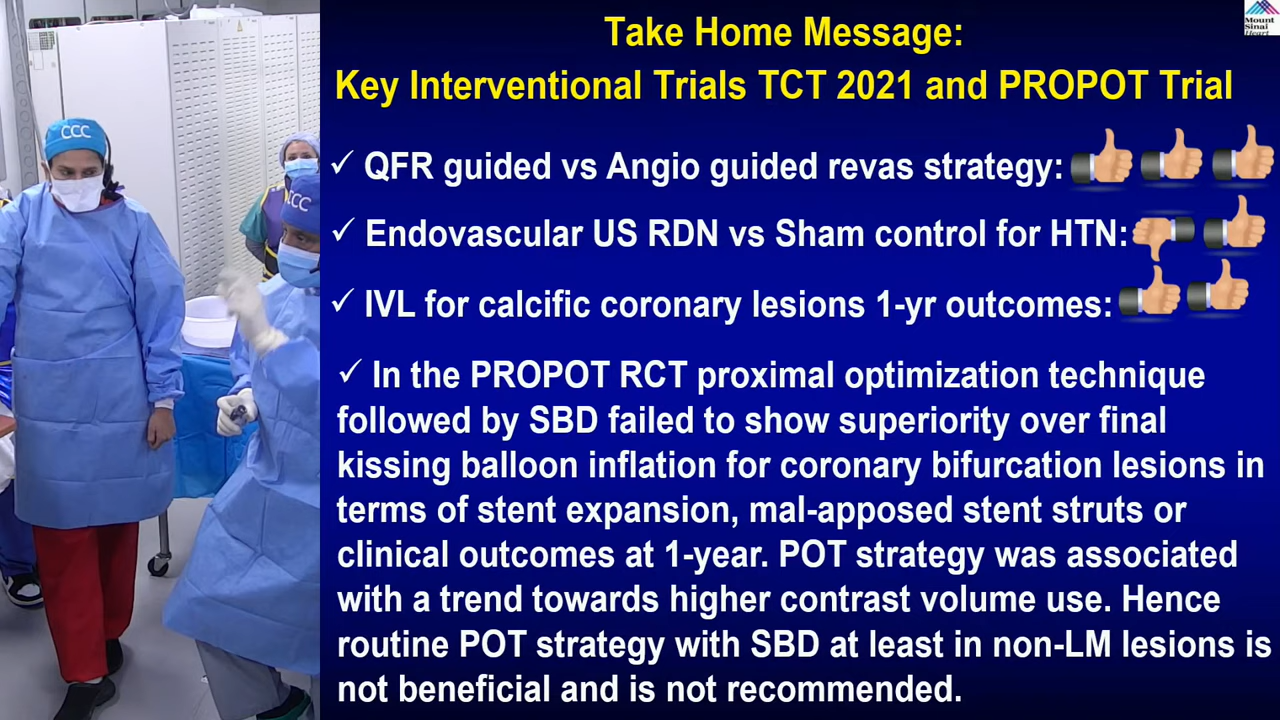 Mount
Sinai
Heart
Take Home Message:
Key Interventional Trials TCT 2021 and PROPOT Trial
CCC
CCC
✓ QFR guided vs Angio guided revas strategy:
✓ Endovascular US RDN vs Sham control for HTN:
✓ IVL for calcific coronary lesions 1-yr outcomes:
✓ In the PROPOT RCT proximal optimization technique
followed by SBD failed to show superiority over final
kissing balloon inflation for coronary bifurcation lesions in
terms of stent expansion, mal-apposed stent struts or
clinical outcomes at 1-year. POT strategy was associated
with a trend towards higher contrast volume use. Hence
routine POT strategy with SBD at least in non-LM lesions is
not beneficial and is not recommended.